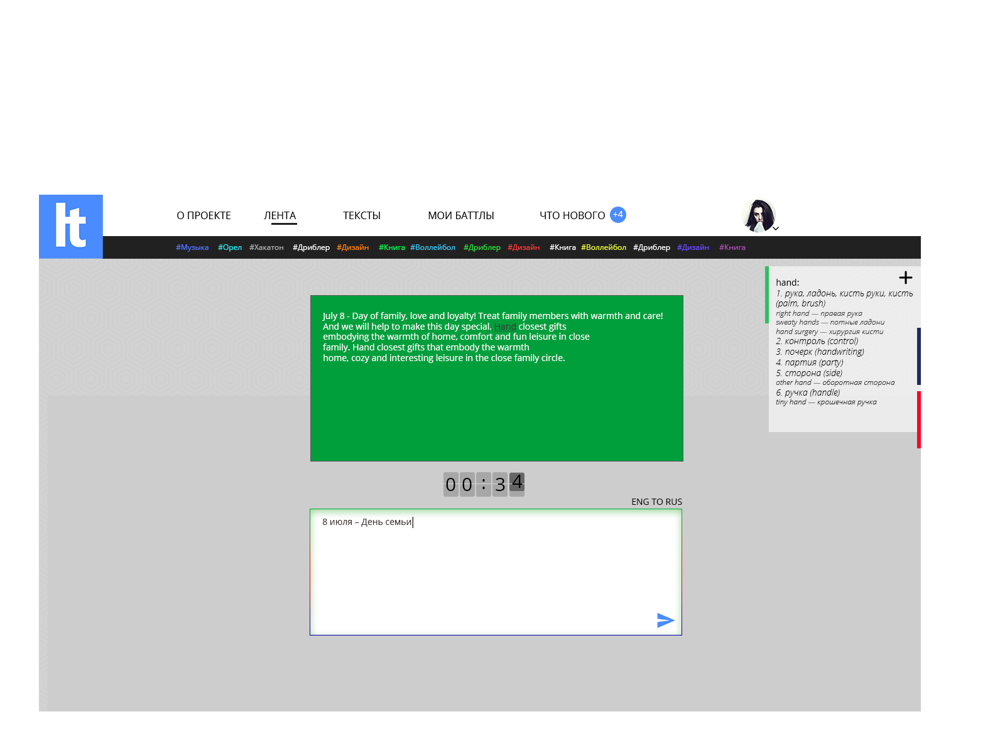 lt
О ПРОЕКТЕ ЛЕНТА ТЕКСТЫ МОИ БАТТЛЫ ЧТО НОВОГО +4
#Музыка #Орел #Хакатон #Дриблер #Дизайн #Книга #Воллейбол #Дриблер #Дизайн #Книга #Воллейбол #Дриблер #Дизайн #Книга
July 8 - Day of family, love and loyalty! Treat family members with warmth and care!
And we will help to make this day special. Hand closest gifts
embodying the warmth of home, comfort and fun leisure in close
family. Hand closest gifts that embody the warmth
home, cozy and interesting leisure in the close family circle.
hand:
1. рука, ладонь, кисть руки, кисть
(palm, brush)
right hand — правая рука
sweaty hands — потные ладони
hand surgery — хирургия кисти
2. контроль (control)
3. почерк (handwriting)
4. партия (party)
5. сторона (side)
other hand — оборотная сторона
6. ручка (handle)
tiny hand — крошечная ручка
00:34
ENG TO RUS
8 июля – День семьи